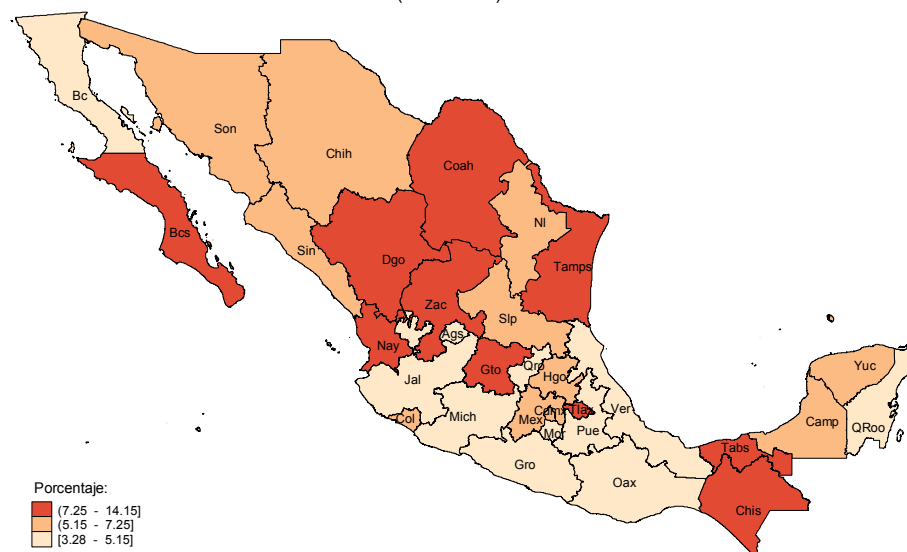 Bc
Son
Chih
Coah
Bcs
Sin
Dgo
Nl
Tamps
Zac
Slp
Nay
Ags
Gto
Qro
Hgo
Yuc
Jal
Mich
Col
Mex
Cdmx
Tlax
Mor
Pue
Ver
Camp
QRoo
Gro
Oax
Tabs
Chis
Porcentaje:
(7.25 - 14.15]
(5.15 - 7.25]
[3.28 - 5.15]